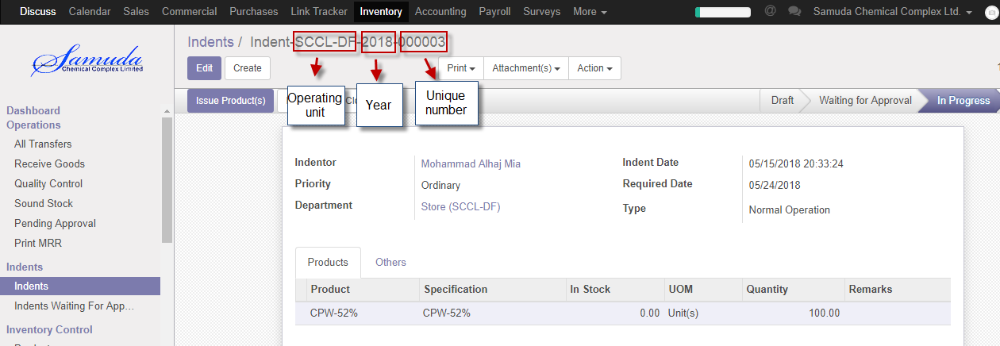 Discuss Calendar Sales Commercial Purchases Link Tracker Inventory Accounting Payroll Surveys More @ Samuda Chemical Complex Ltd.
Samuda
Chemical Complex Limited
Dashboard
Operations
All Transfers
Receive Goods
Quality Control
Sound Stock
Pending Approval
Print MRR
Indents
Indents
Indents Waiting For App...
Inventory Control
Indents / Indent-SCCL-DF-2018-000003
Edit Create Print Attachment(s) Action
Issue Product(s) Draft Waiting for Approval In Progress
Operating
unit
Year
Unique
number
Indentor Mohammad Alhaj Mia Indent Date 05/15/2018 20:33:24
Priority Ordinary Required Date 05/24/2018
Department Store (SCCL-DF) Type Normal Operation
Products Others
Product Specification In Stock UOM Quantity Remarks
CPW-52% CPW-52% 0.00 Unit(s) 100.00